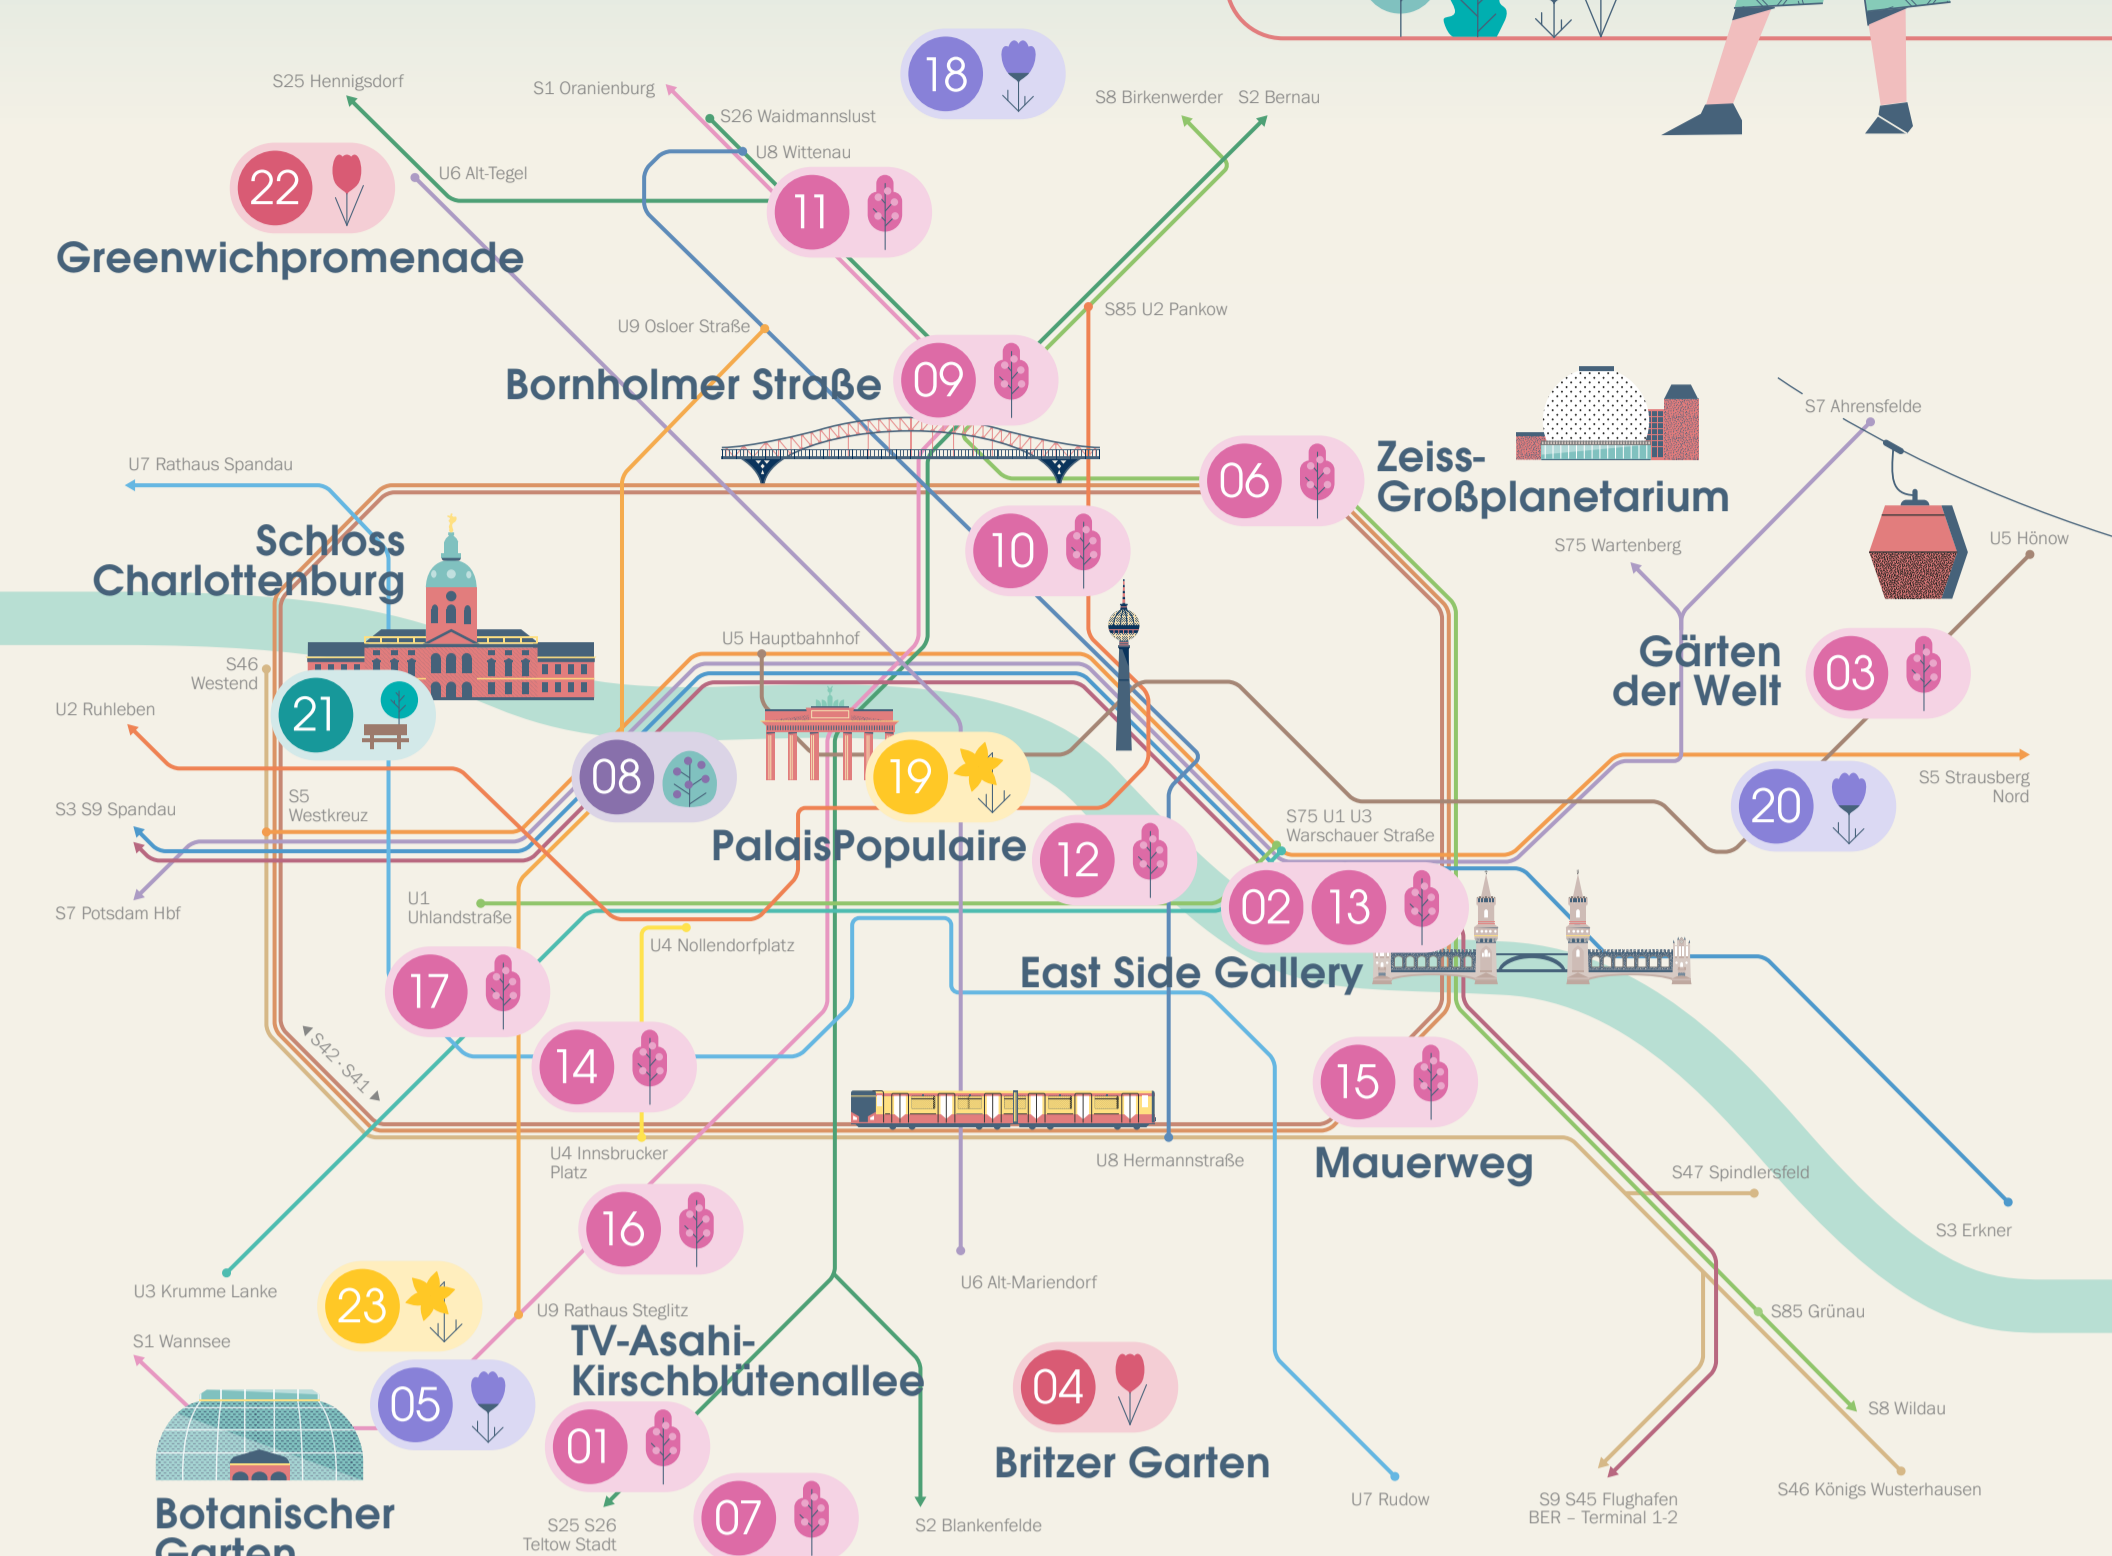 18
S25 Hennigsdorf
S1 Oranienburg
S8 Birkenwerder
S2 Bernau
S26 Waidmannslust
U8 Wittenau
U6 Alt-Tegel
22
11
Greenwichpromenade
S85 U2 Pankow
U9 Osloer Straße
Bornholmer Straße
09
S7 Ahrensfelde
U7 Rathaus Spandau
06
Zeiss-
Großplanetarium
Schloss
Charlottenburg
10
S75 Wartenberg
U5 Hönow
U5 Hauptbahnhof
S46
Westend
Gärten
der Welt
03
U2 Ruhleben
21
08
19
S5 Strausberg
Nord
20
S3 S9 Spandau
S5
Westkreuz
S75 U1 U3
Warschauer Straße
PalaisPopulaire
12
S7 Potsdam Hbf
U1
Uhlandstraße
02
13
U4 Nollendorfplatz
East Side Gallery
17
S42 · S41
14
15
U4 Innsbrucker
Platz
U8 Hermannstraße
Mauerweg
S47 Spindlersfeld
16
S3 Erkner
U3 Krumme Lanke
U6 Alt-Mariendorf
23
U9 Rathaus Steglitz
S85 Grünau
S1 Wannsee
TV-Asahi-
Kirschblütenallee
05
04
S8 Wildau
01
Britzer Garten
S46 Königs Wusterhausen
U7 Rudow
S9 S45 Flughafen
BER – Terminal 1-2
Botanischer
Garten
07
S25 S26
Teltow Stadt
S2 Blankenfelde